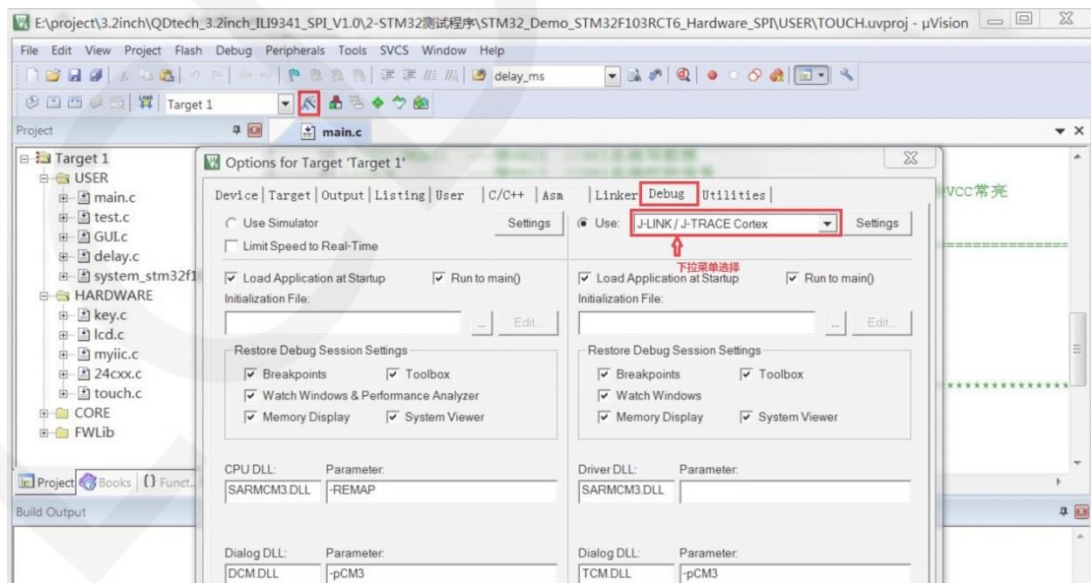 E:\project\3.2inch\QDtech_3.2inch_ILI9341_SPI_V1.0\2-STM32测试程序\STM32_Demo_STM32F103RCT6_Hardware_SPI\USER\TOUCH.uvproj - µVision
File Edit View Project Flash Debug Peripherals Tools SVCS Window Help
delay_ms
LOAD Target 1
Project main.c
Target 1
USER
main.c
test.c
GUI.c
delay.c
system_stm32f1
HARDWARE
key.c
lcd.c
myiic.c
24cxx.c
touch.c
CORE
FWLib
Project Books {} Funct...
Build Output
Options for Target 'Target 1'
Device Target Output Listing User C/C++ Asm Linker Debug Utilities
VCC常亮
Use Simulator Settings Use: J-LINK / J-TRACE Cortex Settings
Limit Speed to Real-Time
下拉菜单选择
Load Application at Startup Run to main() Load Application at Startup Run to main()
Initialization File: Initialization File:
... Edit... ... Edit...
Restore Debug Session Settings Restore Debug Session Settings
Breakpoints Toolbox Breakpoints Toolbox
Watch Windows & Performance Analyzer Watch Windows
Memory Display System Viewer Memory Display System Viewer
CPU DLL: Parameter: Driver DLL: Parameter:
SARMCM3.DLL -REMAP SARMCM3.DLL
Dialog DLL: Parameter: Dialog DLL: Parameter:
DCM.DLL -pCM3 TCM.DLL -pCM3